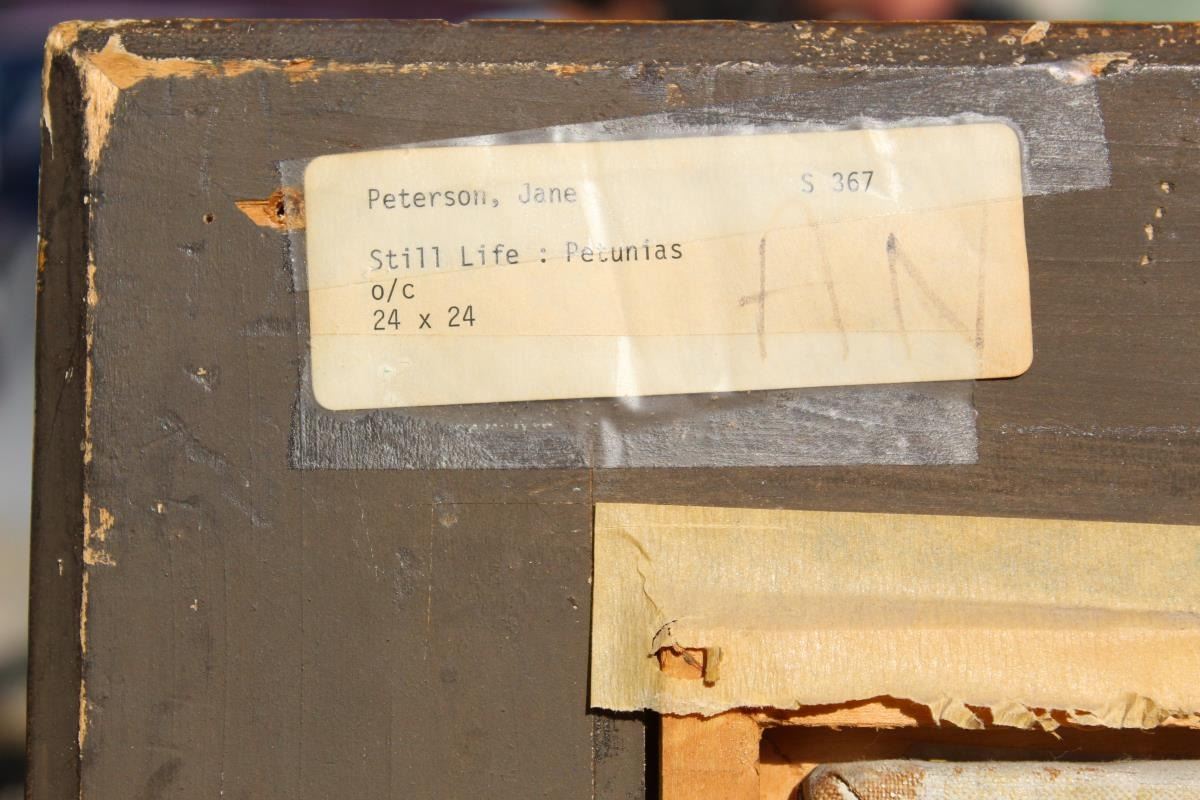 Peterson, Jane S 367
Still Life : Petunias
o/c
24 x 24
AN